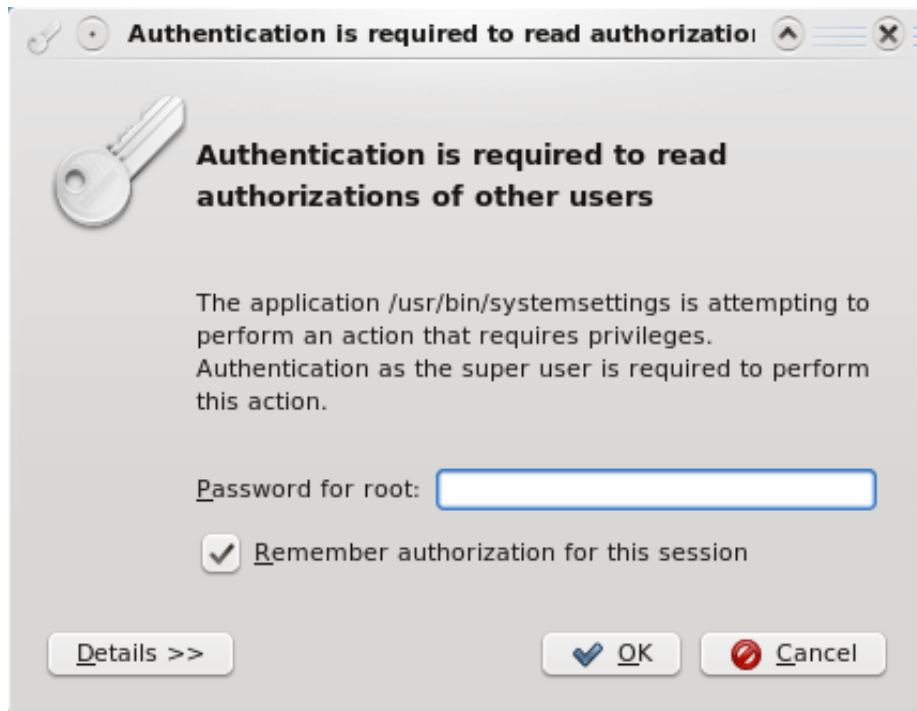 Authentication is required to read authorizatio
Authentication is required to read
authorizations of other users
The application /usr/bin/systemsettings is attempting to
perform an action that requires privileges.
Authentication as the super user is required to perform
this action.
Password for root:
Remember authorization for this session
Details >>
OK
Cancel